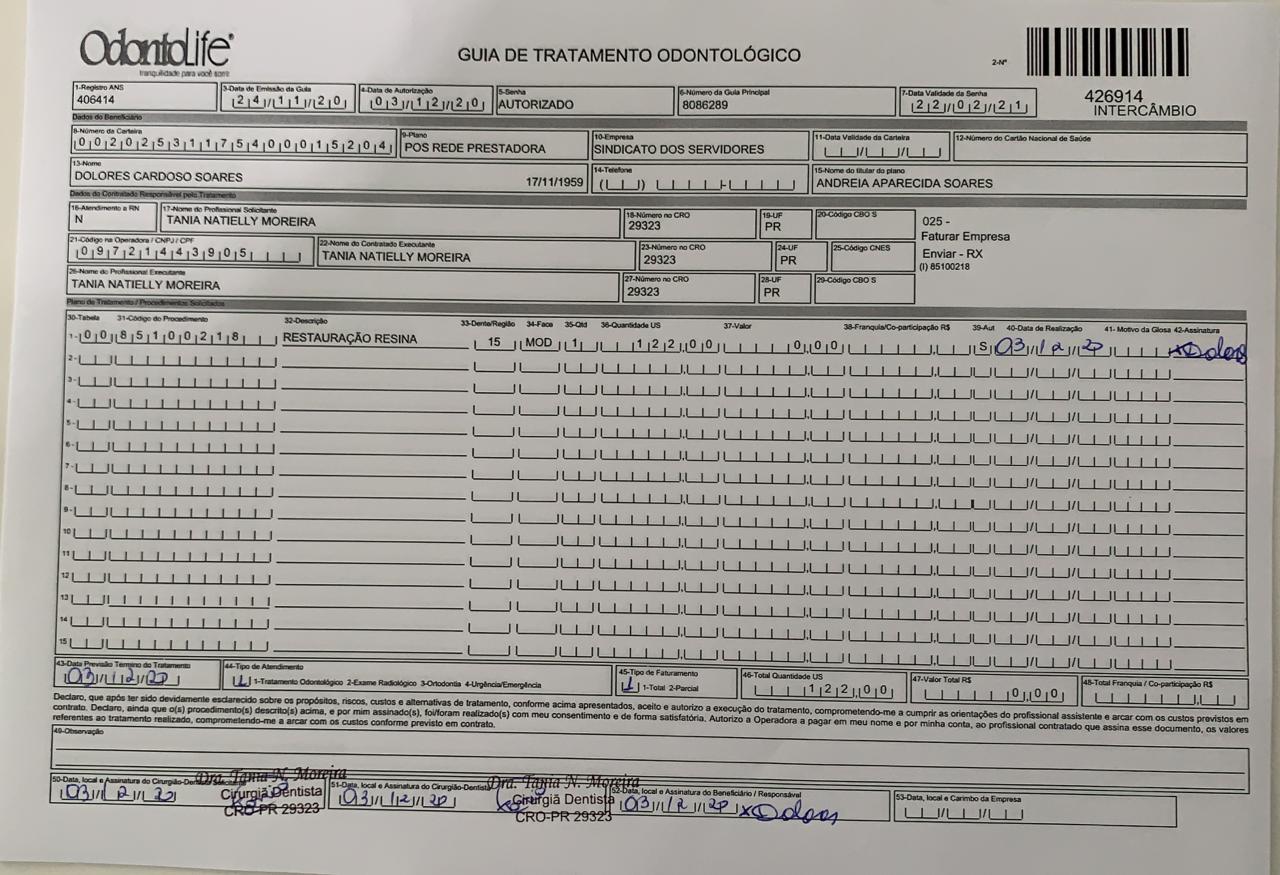 OdontoLife
tranquilidade para você sorrir
GUIA DE TRATAMENTO ODONTOLÓGICO
2-Nº
426914
INTERCÂMBIO
1-Registro ANS
406414
3-Data de Emissão da Guia
24/11/20
4-Data de Autorização
03/12/20
5-Senha
AUTORIZADO
6-Número da Guia Principal
8086289
7-Data Validade da Senha
22/02/21
Dados do Beneficiário
8-Número da Carteira
00202531175400015204
9-Plano
POS REDE PRESTADORA
10-Empresa
SINDICATO DOS SERVIDORES
11-Data Validade da Carteira
12-Número do Cartão Nacional de Saúde
13-Nome
DOLORES CARDOSO SOARES 17/11/1959
14-Telefone
15-Nome do titular do plano
ANDREIA APARECIDA SOARES
Dados do Contratado Responsável pelo Tratamento
16-Atendimento a RN
N
17-Nome do Profissional Solicitante
TANIA NATIELLY MOREIRA
18-Número no CRO
29323
19-UF
PR
20-Código CBO S
025 -
Faturar Empresa
Enviar - RX
(I) 85100218
21-Código na Operadora / CNPJ / CPF
09721443905
22-Nome do Contratado Executante
TANIA NATIELLY MOREIRA
23-Número no CRO
29323
24-UF
PR
25-Código CNES
26-Nome do Profissional Executante
TANIA NATIELLY MOREIRA
27-Número no CRO
29323
28-UF
PR
29-Código CBO S
Plano de Tratamento / Procedimentos Solicitados
30-Tabela 31-Código do Procedimento 32-Descrição 33-Dente/Região 34-Face 35-Qtd 36-Quantidade US 37-Valor 38-Franquia/Co-participação R$ 39-Aut 40-Data de Realização 41- Motivo da Glosa 42-Assinatura
1- 00 85100218 RESTAURAÇÃO RESINA 15 MOD 1 122,00 0,00 S 03/12/20
2-
3-
4-
5-
6-
7-
8-
9-
10
11
12
13
14
15
43-Data Previsão Término do Tratamento
03/12/20
44-Tipo de Atendimento
1 1-Tratamento Odontológico 2-Exame Radiológico 3-Ortodontia 4-Urgência/Emergência
45-Tipo de Faturamento
1 1-Total 2-Parcial
46-Total Quantidade US
122,00
47-Valor Total R$
0,00
48-Total Franquia / Co-participação R$
Declaro, que após ter sido devidamente esclarecido sobre os propósitos, riscos, custos e alternativas de tratamento, conforme acima apresentados, aceito e autorizo a execução do tratamento, comprometendo-me a cumprir as orientações do profissional assistente e arcar com os custos previstos em
contrato. Declaro, ainda que o(s) procedimento(s) descrito(s) acima, e por mim assinado(s), foi/foram realizado(s) com meu consentimento e de forma satisfatória. Autorizo a Operadora a pagar em meu nome e por minha conta, ao profissional contratado que assina esse documento, os valores
referentes ao tratamento realizado, comprometendo-me a arcar com os custos conforme previsto em contrato.
49-Observação
50-Data, local e Assinatura do Cirurgião-Dentista Solicitante
03/12/20
Dra. Tania N. Moreira
Cirurgiã Dentista
CRO-PR 29323
51-Data, local e Assinatura do Cirurgião-Dentista
03/12/20
Dra. Tania N. Moreira
Cirurgiã Dentista
CRO-PR 29323
52-Data, local e Assinatura do Beneficiário / Responsável
03/12/20
53-Data, local e Carimbo da Empresa